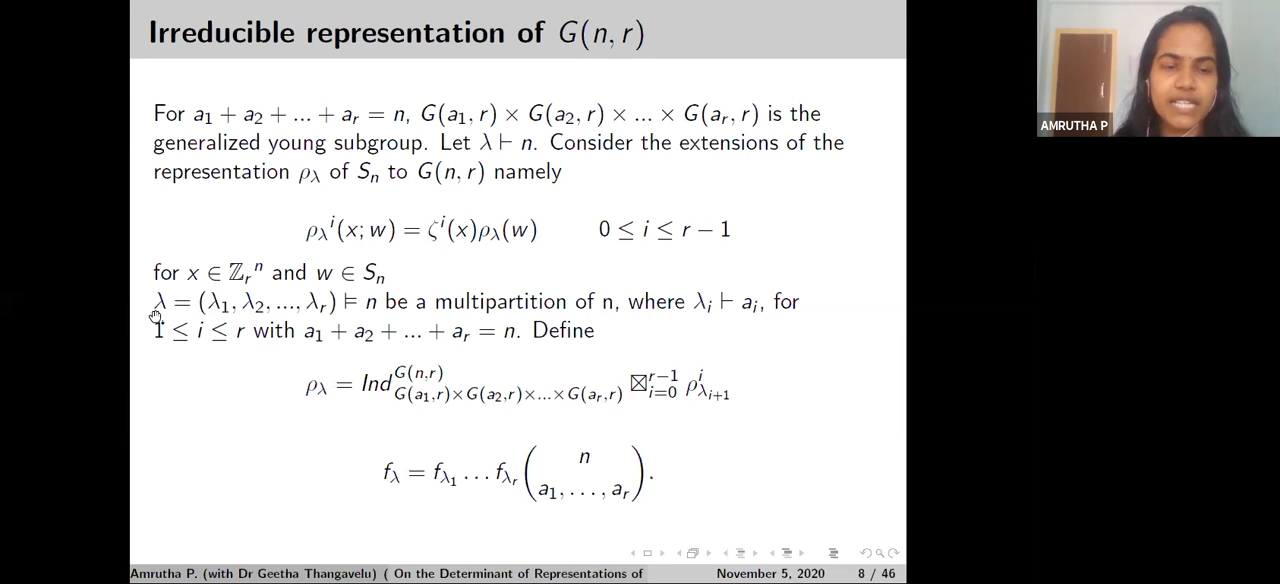 Irreducible representation of G(n, r)
For a₁ + a₂ + ... + aᵣ = n, G(a₁, r) × G(a₂, r) × ... × G(aᵣ, r) is the
generalized young subgroup. Let λ ⊢ n. Consider the extensions of the
representation ρ_λ of Sₙ to G(n, r) namely
ρ_λ^i(x; w) = ζ^i(x)ρ_λ(w) 0 ≤ i ≤ r − 1
for x ∈ ℤᵣⁿ and w ∈ Sₙ
λ = (λ₁, λ₂, ..., λᵣ) ⊨ n be a multipartition of n, where λᵢ ⊢ aᵢ, for
1 ≤ i ≤ r with a₁ + a₂ + ... + aᵣ = n. Define
ρ_λ = Ind_{G(a₁,r)×G(a₂,r)×...×G(aᵣ,r)}^{G(n,r)} ⊠_{i=0}^{r−1} ρ^i_{λ_{i+1}}
f_λ = f_{λ₁} . . . f_{λᵣ} (n a₁, . . . , aᵣ).
Amrutha P. (with Dr Geetha Thangavelu) ( On the Determinant of Representations of November 5, 2020 8 / 46
AMRUTHA P